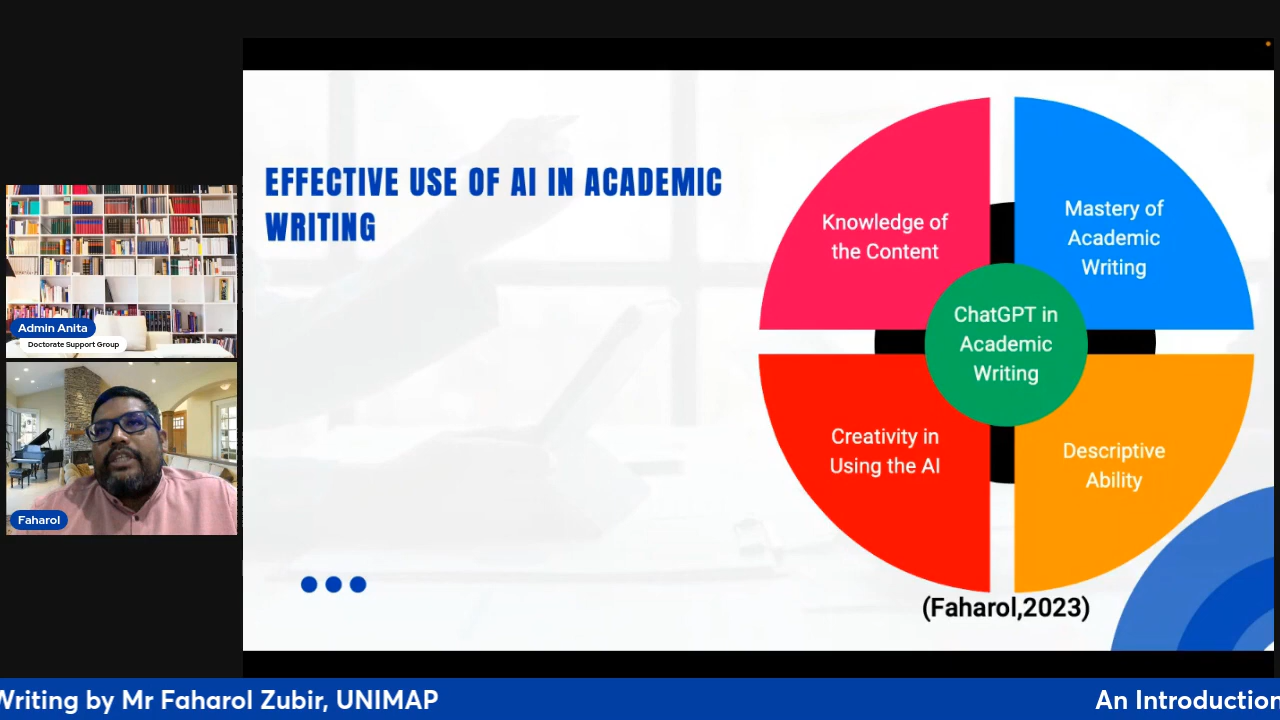 EFFECTIVE USE OF AI IN ACADEMIC
WRITING
Knowledge of
the Content
Mastery of
Academic
Writing
ChatGPT in
Academic
Writing
Creativity in
Using the AI
Descriptive
Ability
(Faharol,2023)
Admin Anita
Doctorate Support Group
Faharol
Writing by Mr Faharol Zubir, UNIMAP
An Introduction